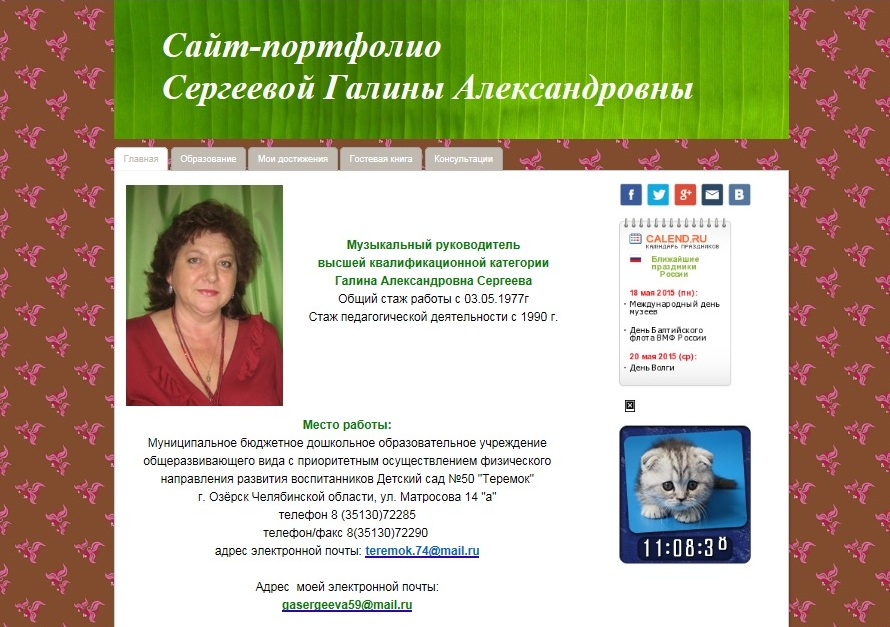 Сайт-портфолио
Сергеевой Галины Александровны
Главная
Образование
Мои достижения
Гостевая книга
Консультации
Музыкальный руководитель
высшей квалификационной категории
Галина Александровна Сергеева
Общий стаж работы с 03.05.1977г
Стаж педагогической деятельности с 1990 г.
Место работы:
Муниципальное бюджетное дошкольное образовательное учреждение
общеразвивающего вида с приоритетным осуществлением физического
направления развития воспитанников Детский сад №50 "Теремок"
г. Озёрск Челябинской области, ул. Матросова 14 "а"
телефон 8 (35130)72285
телефон/факс 8(35130)72290
адрес электронной почты: teremok.74@mail.ru
Адрес моей электронной почты:
gasergeeva59@mail.ru
f
g+
B
CALEND.RU
КАЛЕНДАРЬ ПРАЗДНИКОВ
Ближайшие
праздники
России
18 мая 2015 (пн):
· Международный день
музеев
· День Балтийского
флота ВМФ России
20 мая 2015 (ср):
· День Волги
11:08:3